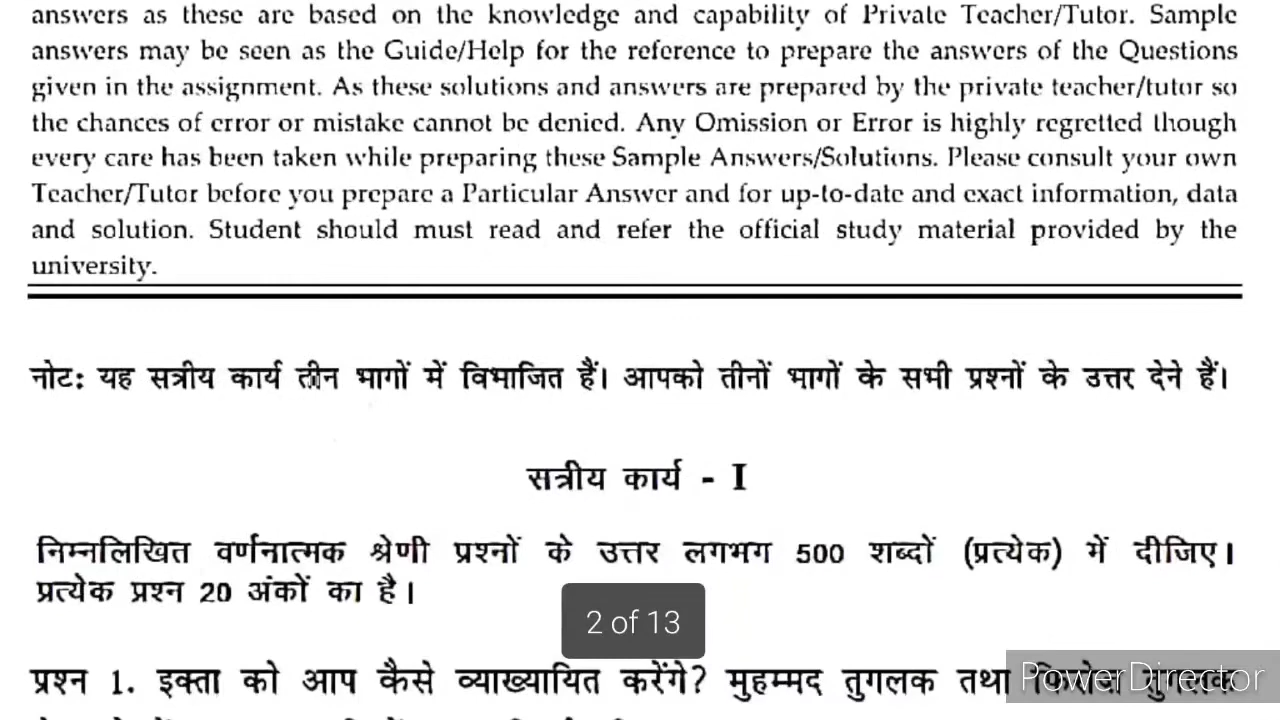 answers as these are based on the knowledge and capability of Private Teacher/Tutor. Sample
answers may be seen as the Guide/Help for the reference to prepare the answers of the Questions
given in the assignment. As these solutions and answers are prepared by the private teacher/tutor so
the chances of error or mistake cannot be denied. Any Omission or Error is highly regretted though
every care has been taken while preparing these Sample Answers/Solutions. Please consult your own
Teacher/Tutor before you prepare a Particular Answer and for up-to-date and exact information, data
and solution. Student should must read and refer the official study material provided by the
university.
नोट: यह सत्रीय कार्य तीन भागों में विभाजित हैं। आपको तीनों भागों के सभी प्रश्नों के उत्तर देने हैं।
सत्रीय कार्य - I
निम्नलिखित वर्णनात्मक श्रेणी प्रश्नों के उत्तर लगभग 500 शब्दों (प्रत्येक) में दीजिए।
प्रत्येक प्रश्न 20 अंकों का है।
2 of 13
प्रश्न 1. इक्ता को आप कैसे व्याख्यायित करेंगे? मुहम्मद तुगलक तथा फिरोज तुगलक
PowerDirector